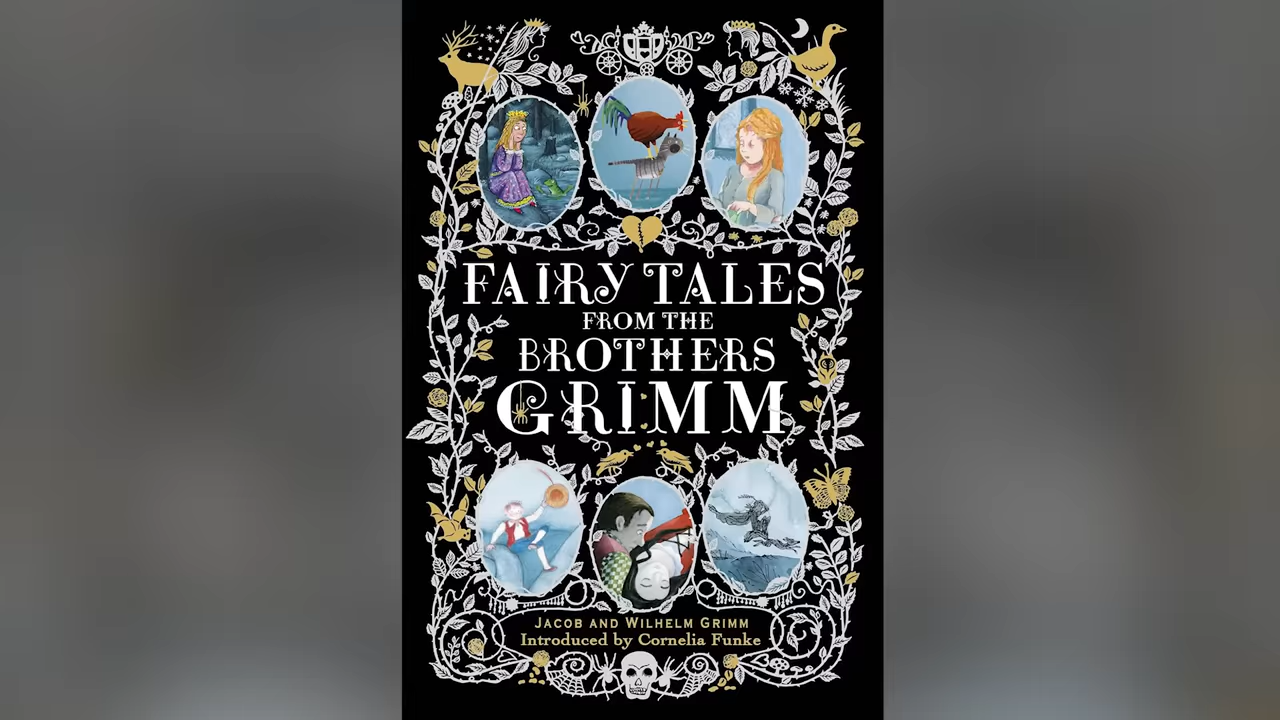 FAIRY TALES
FROM THE
BROTHERS
GRIMM
JACOB AND WILHELM GRIMM
Introduced by Cornelia Funke